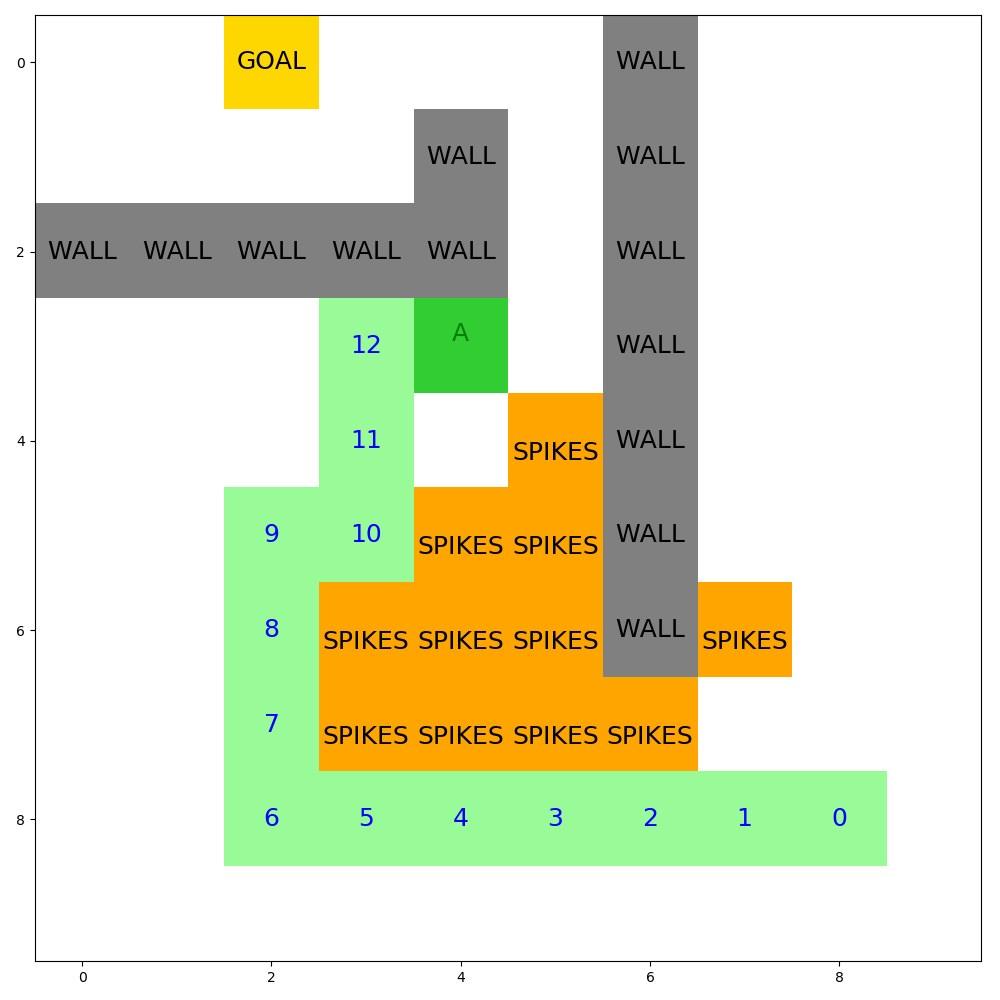 GOAL WALL
0
WALL WALL
WALL WALL WALL WALL WALL WALL
2
12 A WALL
11 SPIKES WALL
4
9 10 SPIKES SPIKES WALL
8 SPIKES SPIKES SPIKES WALL SPIKES
6
7 SPIKES SPIKES SPIKES SPIKES
6 5 4 3 2 1 0
8
0 2 4 6 8